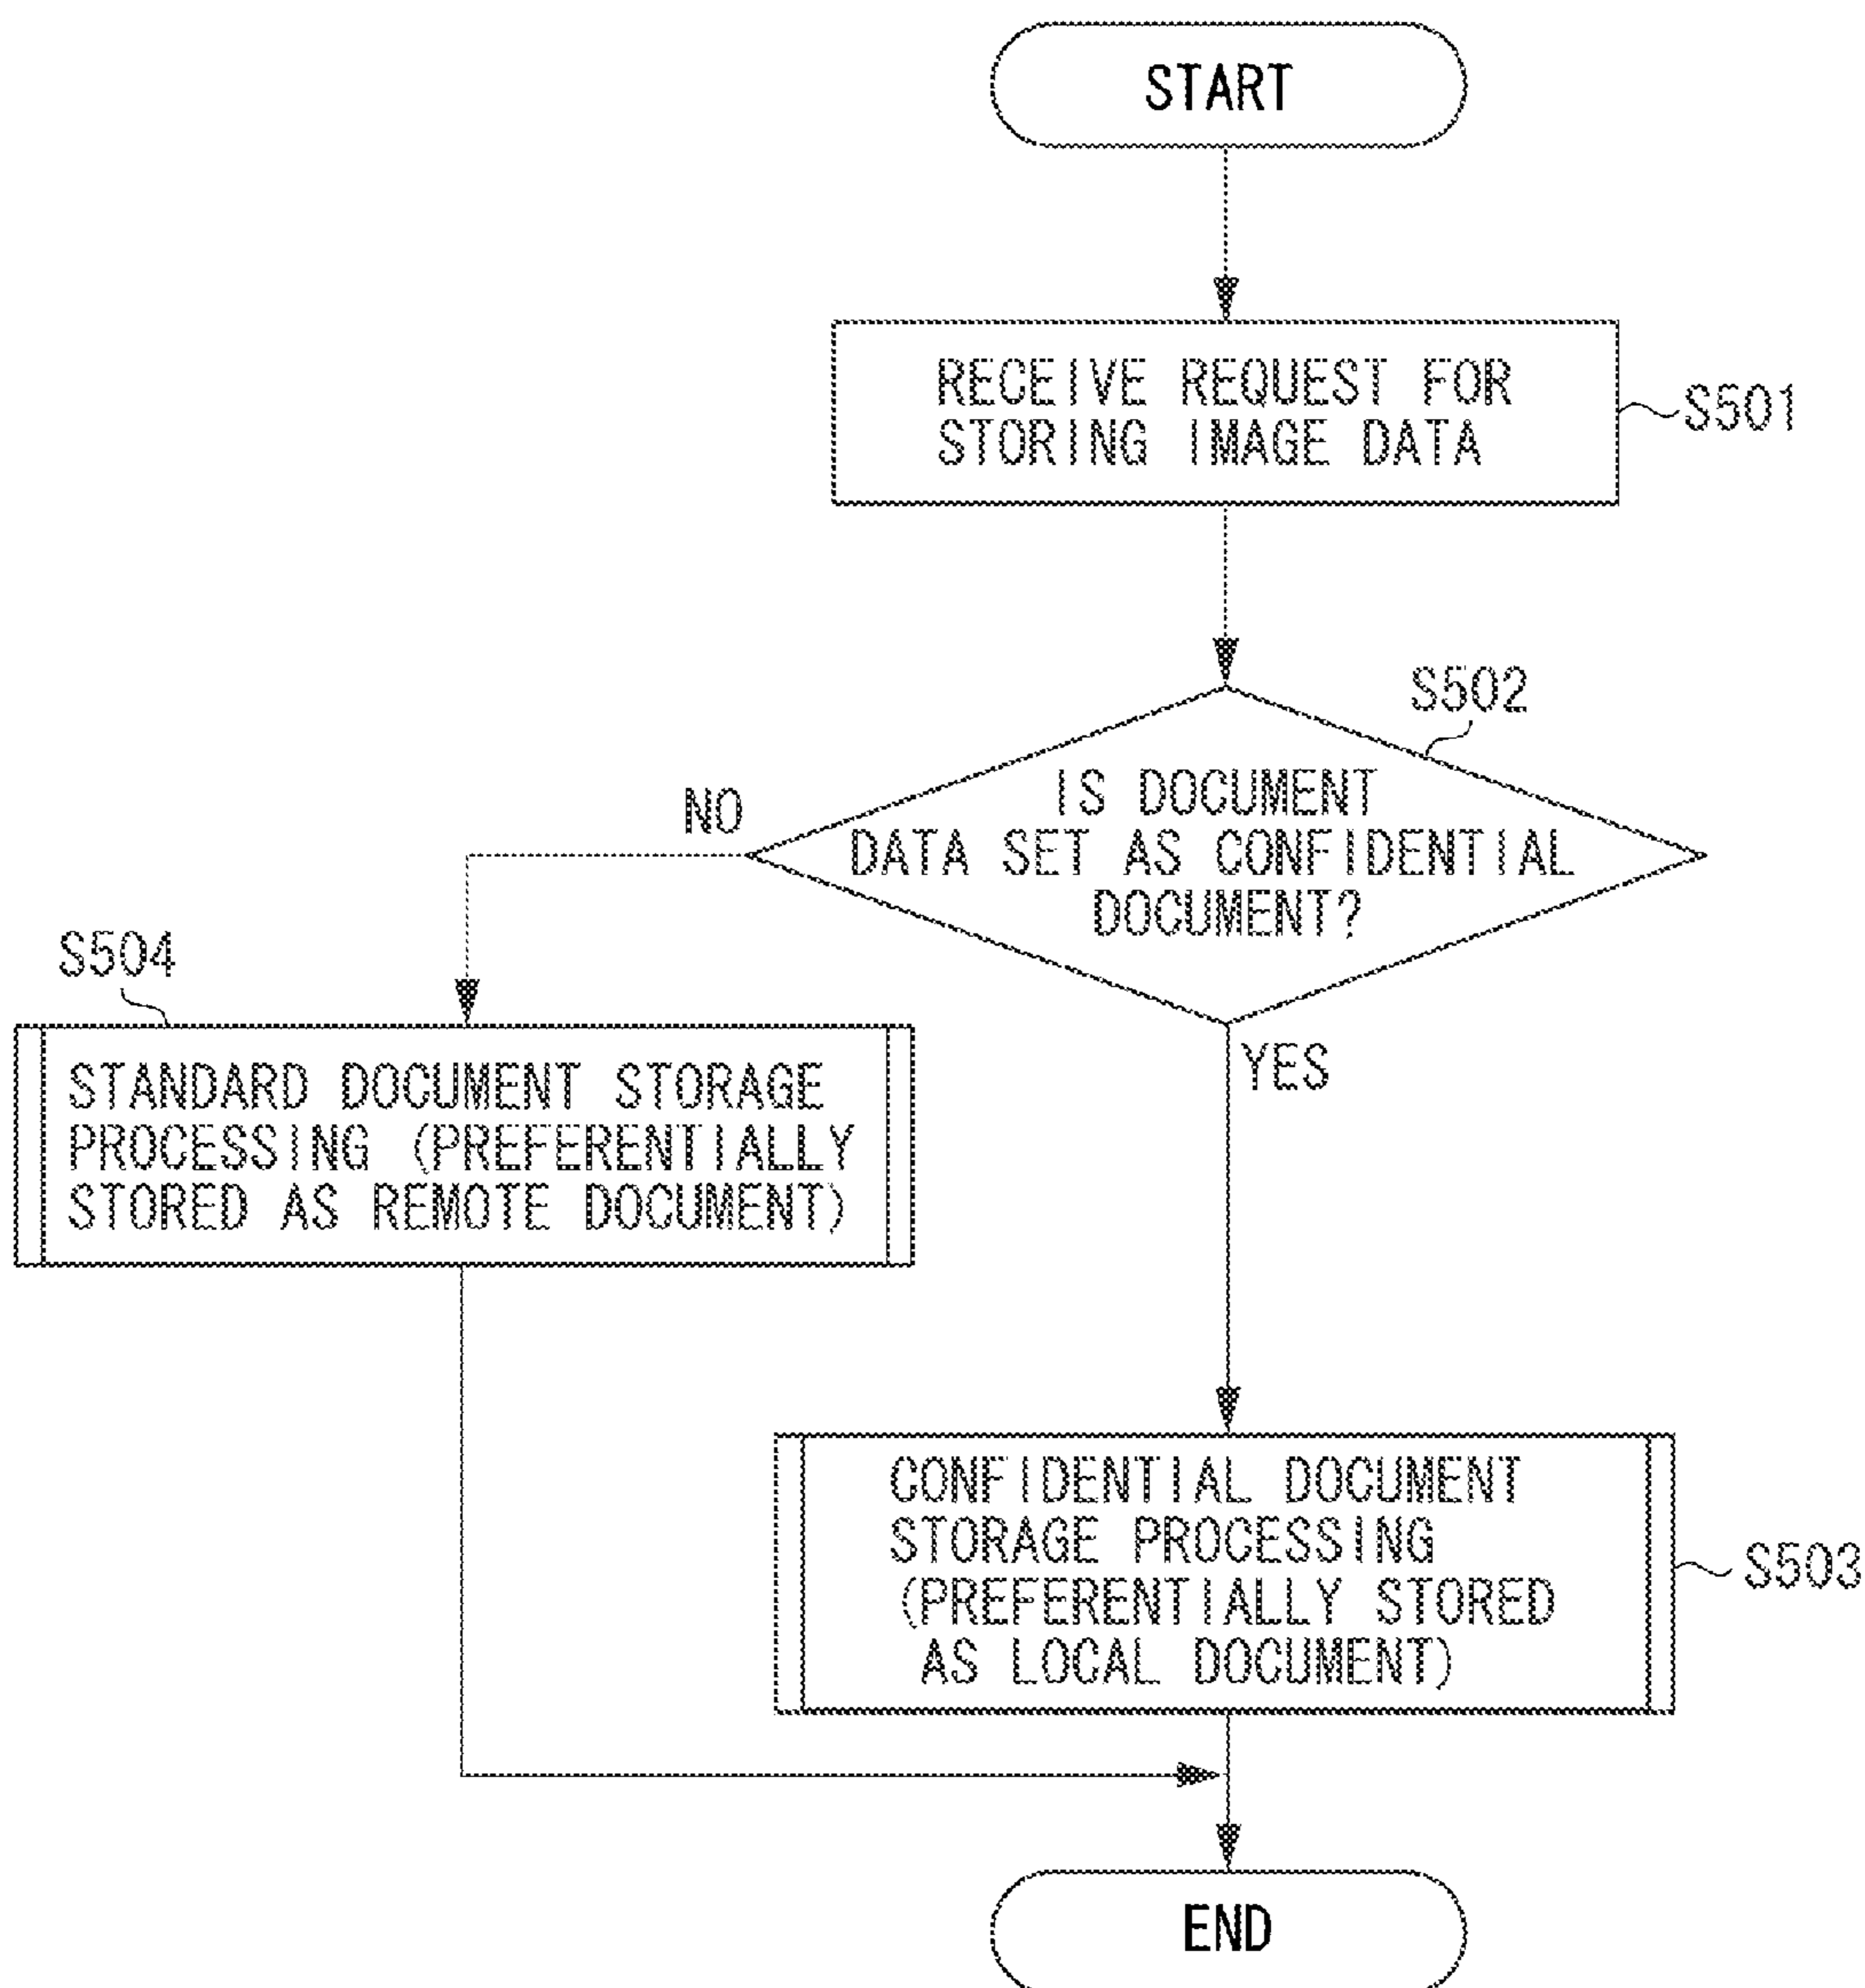 START
RECEIVE REQUEST FOR
STORING IMAGE DATA
S501
S502
IS DOCUMENT
DATA SET AS CONFIDENTIAL
DOCUMENT?
NO
YES
S504
STANDARD DOCUMENT STORAGE
PROCESSING (PREFERENTIALLY
STORED AS REMOTE DOCUMENT)
CONFIDENTIAL DOCUMENT
STORAGE PROCESSING
(PREFERENTIALLY STORED
AS LOCAL DOCUMENT)
S503
END